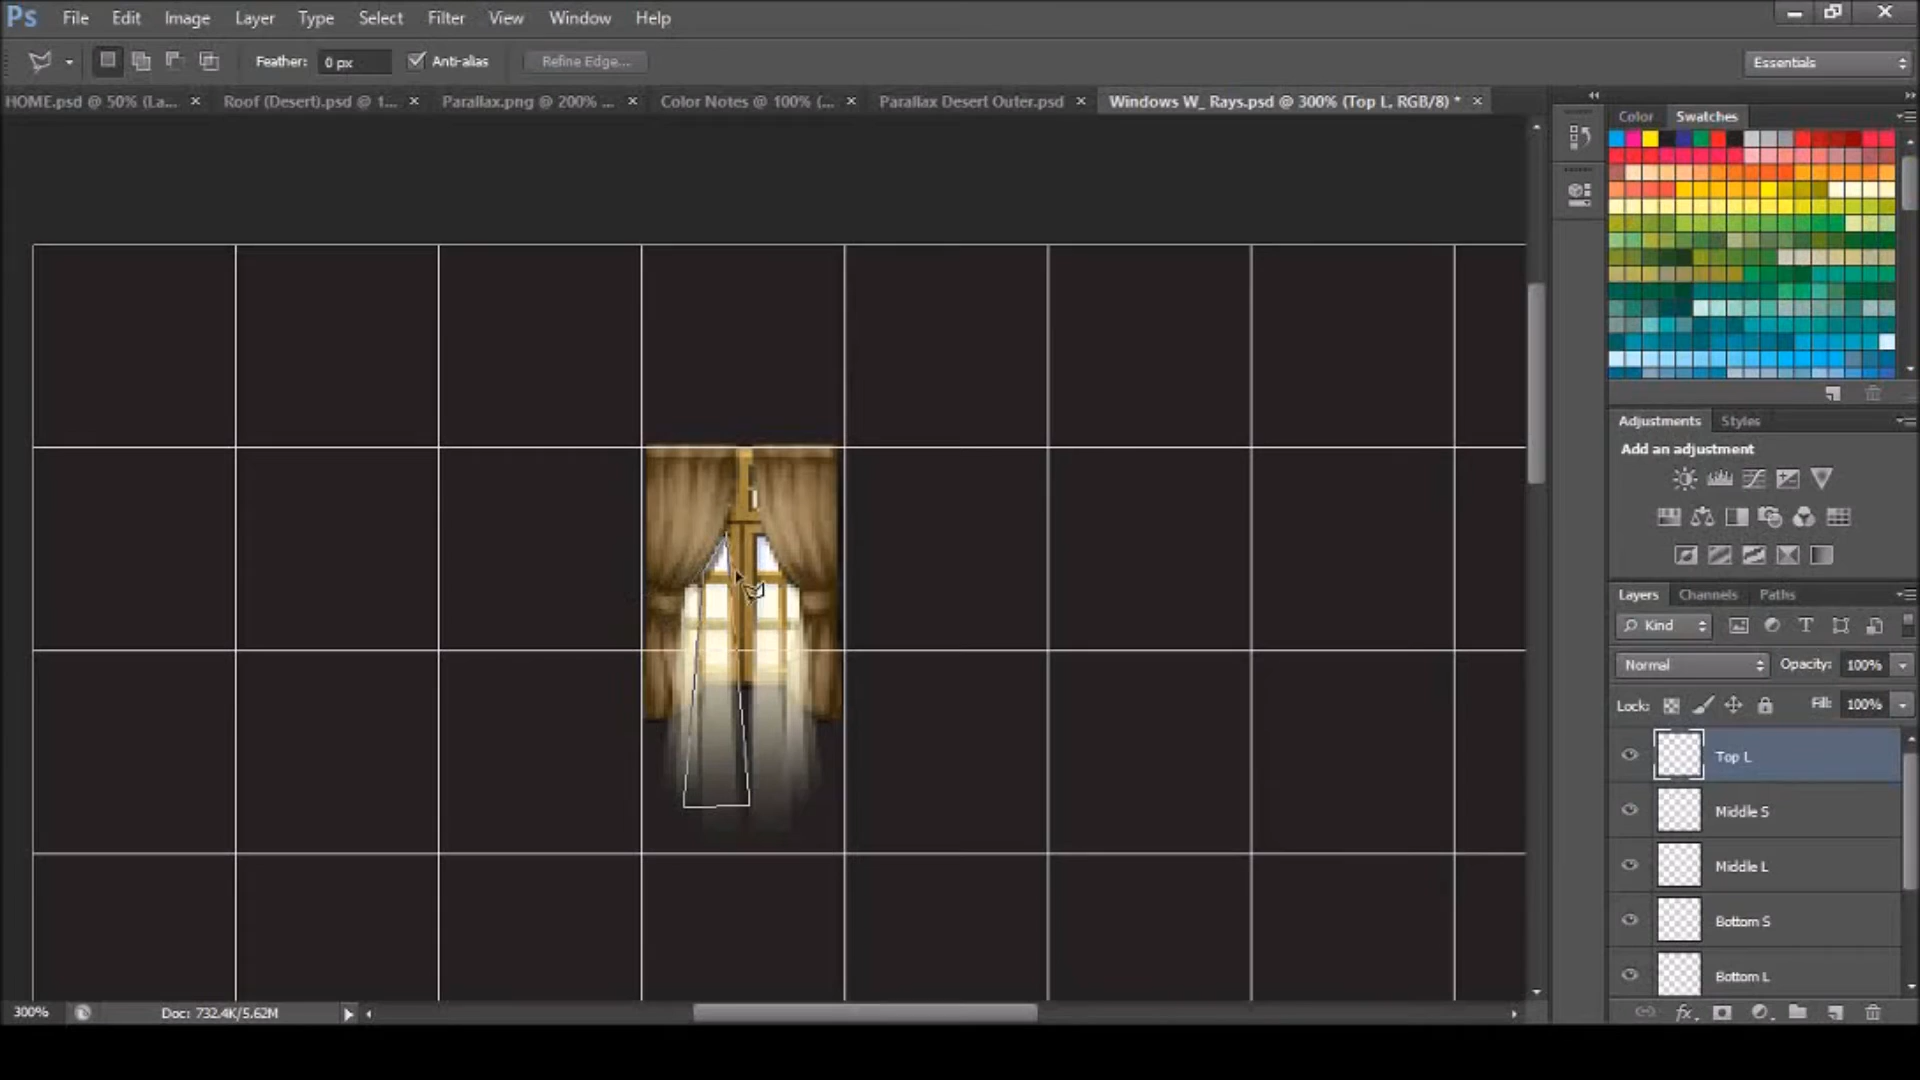 Ps File Edit Image Layer Type Select Filter View Window Help
Feather: 0 px Anti-alias Refine Edge... Essentials
HOME.psd @ 50% (La... × Roof (Desert).psd @ 1... × Parallax.png @ 200% ... × Color Notes @ 100% (... × Parallax Desert Outer.psd × Windows W_ Rays.psd @ 300% (Top L, RGB/8) * ×
Color Swatches
Adjustments Styles
Add an adjustment
Layers Channels Paths
Kind
Normal Opacity: 100%
Lock: Fill: 100%
Top L
Middle S
Middle L
Bottom S
Bottom L
300% Doc: 732.4K/5.62M
fx